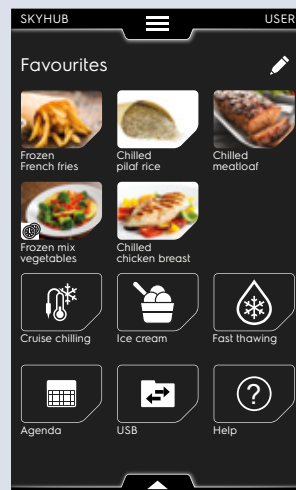 SKYHUB USER
Favourites
Frozen
French fries
Chilled
pilaf rice
Chilled
meatloaf
Frozen mix
vegetables
Chilled
chicken breast
Cruise chilling
Ice cream
Fast thawing
Agenda
USB
Help